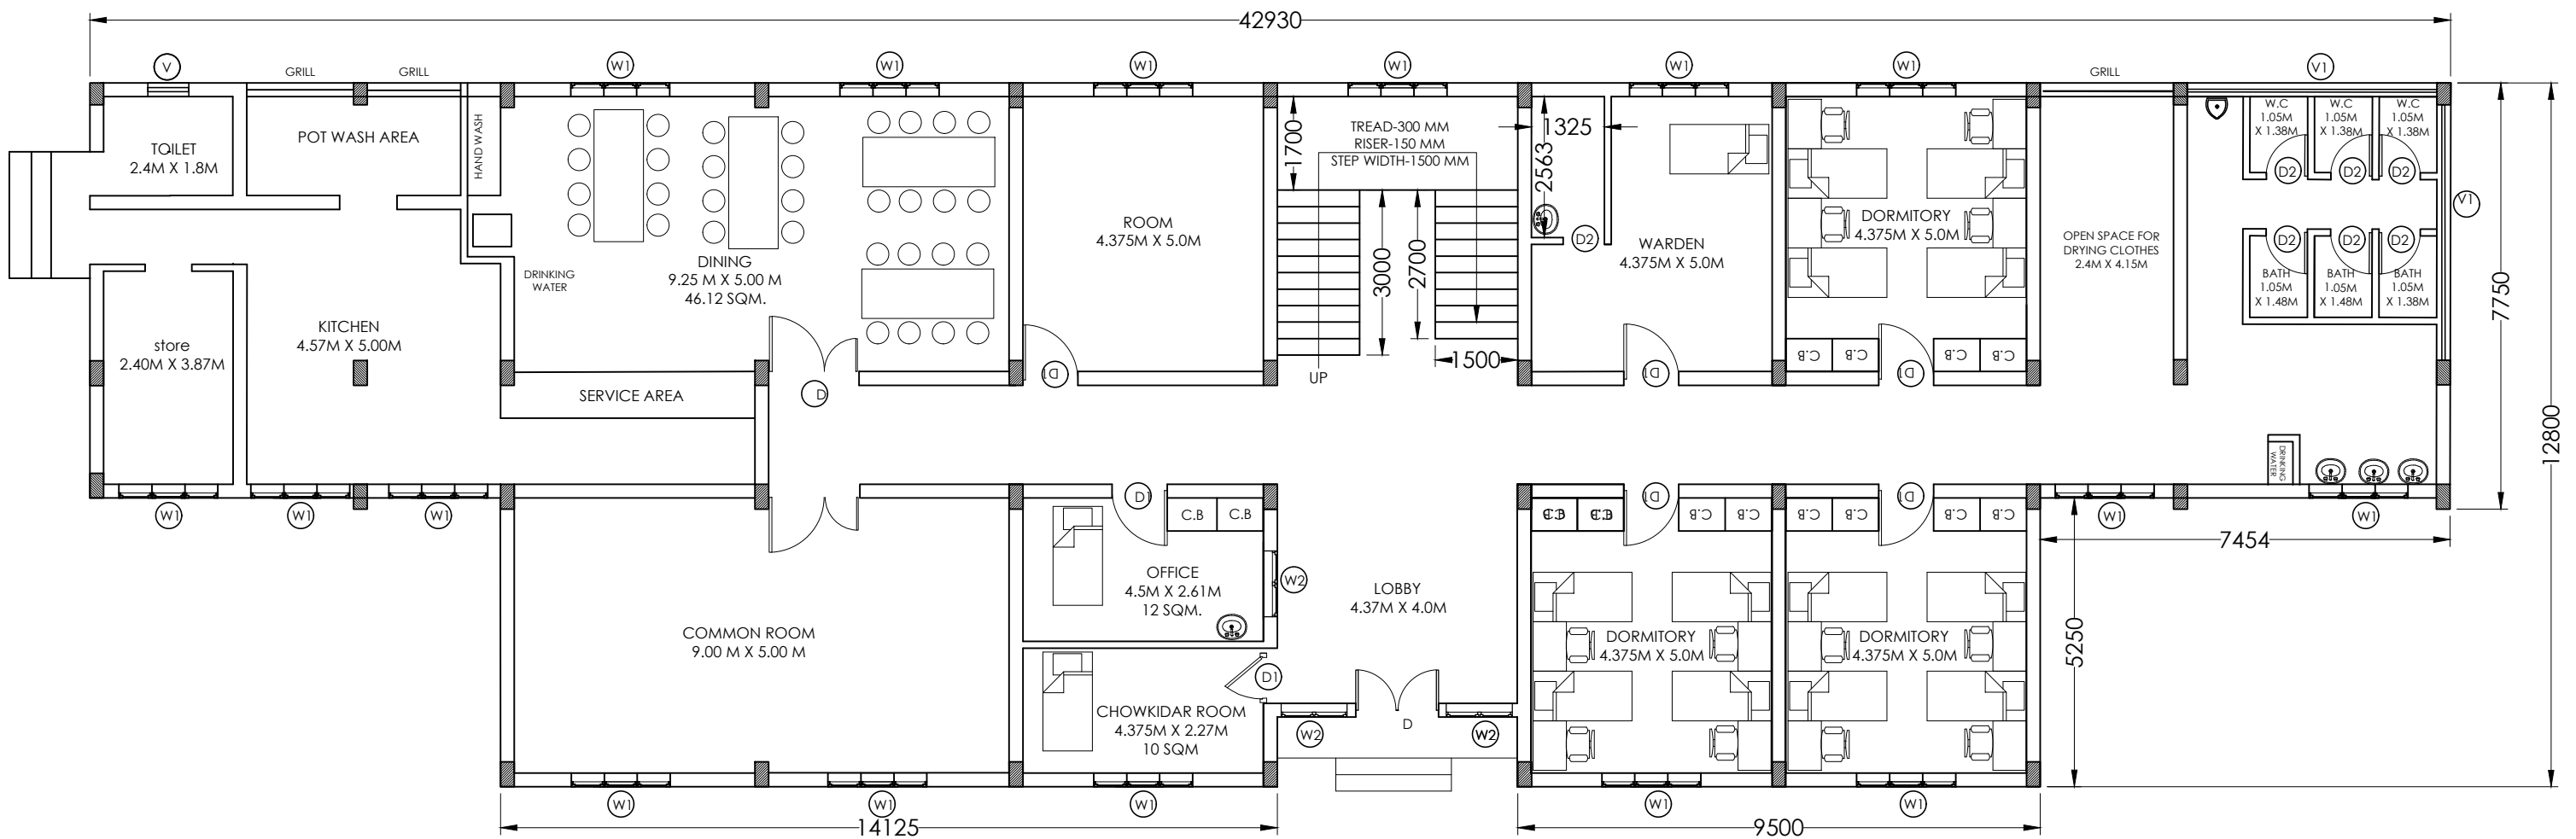 42930
V
GRILL
GRILL
W1
W1
W1
W1
W1
W1
GRILL
V1
TOILET
2.4M X 1.8M
POT WASH AREA
HAND WASH
1700
TREAD-300 MM
RISER-150 MM
STEP WIDTH-1500 MM
1325
2563
D2
W.C
1.05M
X 1.38M
W.C
1.05M
X 1.38M
W.C
1.05M
X 1.38M
D2
D2
D2
V1
ROOM
4.375M X 5.0M
3000
2700
WARDEN
4.375M X 5.0M
DORMITORY
4.375M X 5.0M
OPEN SPACE FOR
DRYING CLOTHES
2.4M X 4.15M
D2
D2
D2
BATH
1.05M
X 1.48M
BATH
1.05M
X 1.48M
BATH
1.05M
X 1.38M
7750
12800
DINING
9.25 M X 5.00 M
46.12 SQM.
DRINKING
WATER
KITCHEN
4.57M X 5.00M
store
2.40M X 3.87M
SERVICE AREA
D
D1
UP
1500
D1
C.B
C.B
D1
C.B
C.B
DRINKING
WATER
W1
W1
W1
D1
C.B
C.B
C.B
C.B
D1
C.B
C.B
C.B
C.B
D1
C.B
C.B
W1
W1
7454
5250
OFFICE
4.5M X 2.61M
12 SQM.
W2
LOBBY
4.37M X 4.0M
COMMON ROOM
9.00 M X 5.00 M
DORMITORY
4.375M X 5.0M
DORMITORY
4.375M X 5.0M
D1
CHOWKIDAR ROOM
4.375M X 2.27M
10 SQM
W2
D
W2
W1
W1
W1
W1
W1
14125
9500